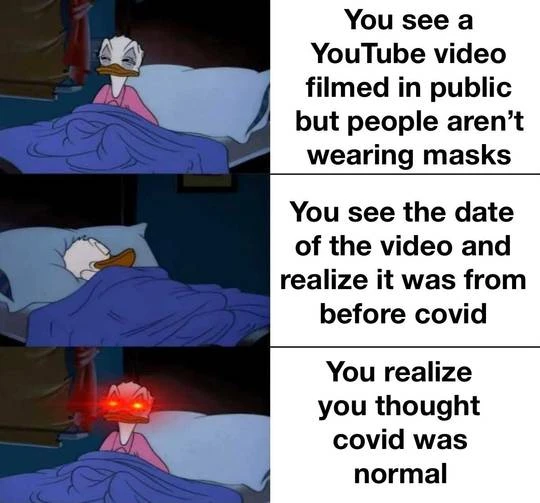 You see a
YouTube video
filmed in public
but people aren’t
wearing masks
You see the date
of the video and
realize it was from
before covid
You realize
you thought
covid was
normal